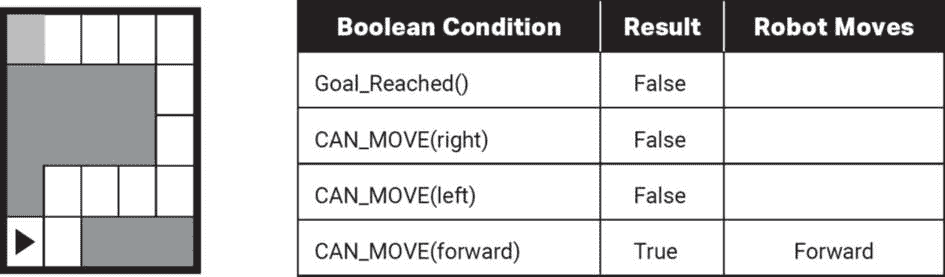 Boolean Condition Result Robot Moves
Goal_Reached() False
CAN_MOVE(right) False
CAN_MOVE(left) False
CAN_MOVE(forward) True Forward